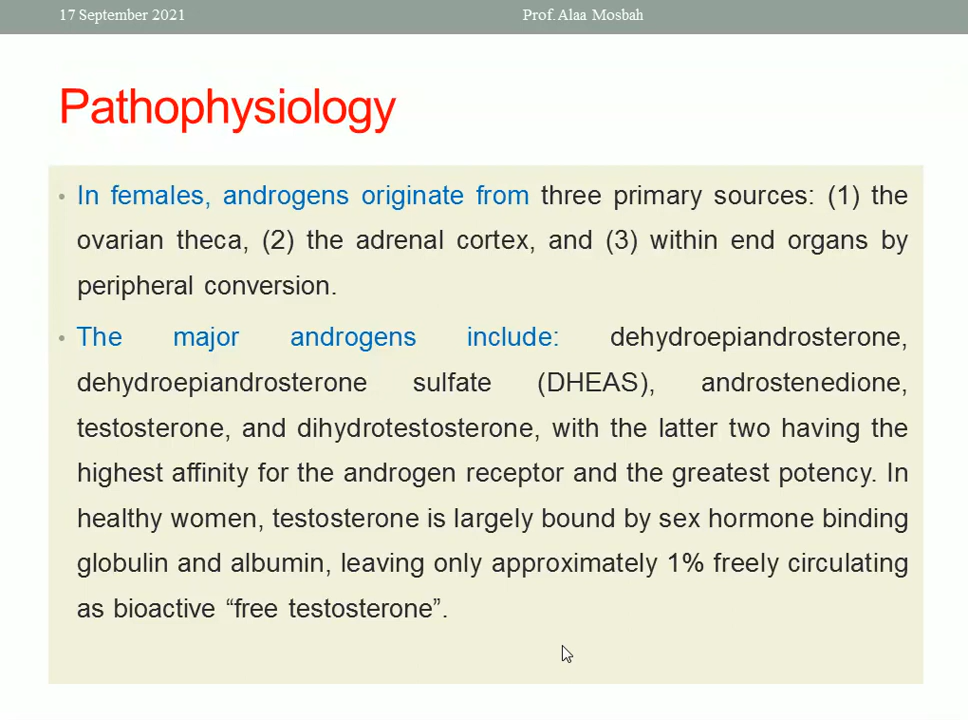 17 September 2021
Prof. Alaa Mosbah
Pathophysiology
• In females, androgens originate from three primary sources: (1) the
ovarian theca, (2) the adrenal cortex, and (3) within end organs by
peripheral conversion.
• The major androgens include: dehydroepiandrosterone,
dehydroepiandrosterone sulfate (DHEAS), androstenedione,
testosterone, and dihydrotestosterone, with the latter two having the
highest affinity for the androgen receptor and the greatest potency. In
healthy women, testosterone is largely bound by sex hormone binding
globulin and albumin, leaving only approximately 1% freely circulating
as bioactive “free testosterone”.